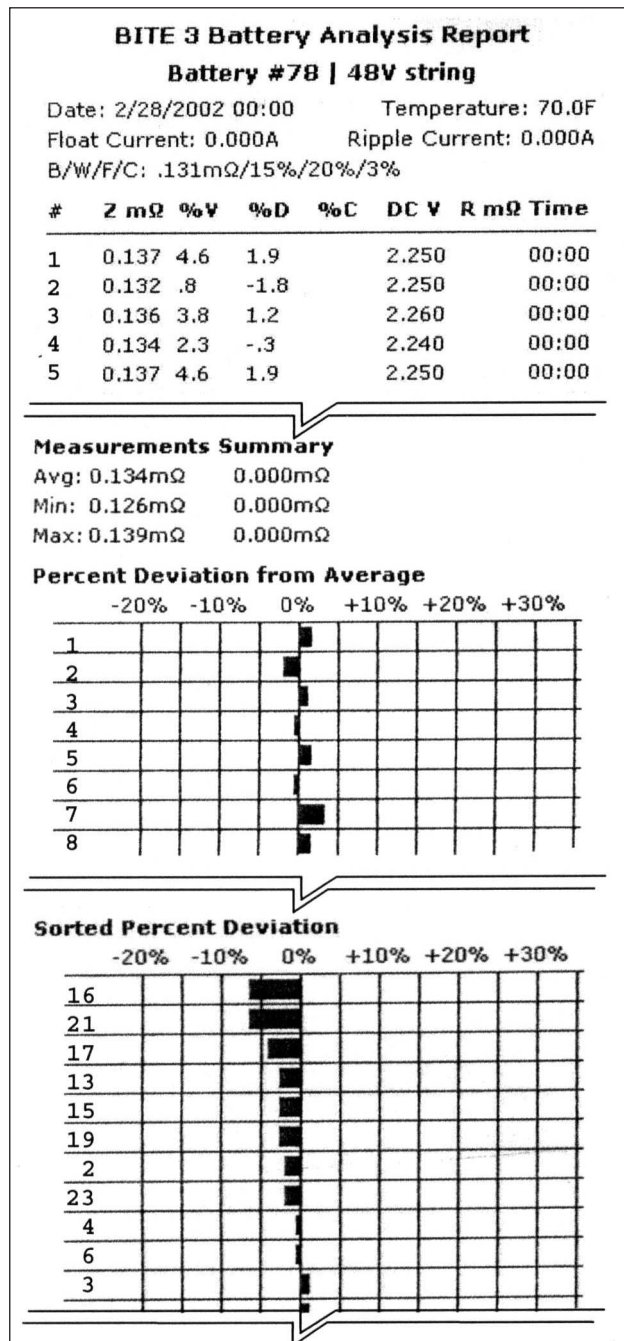 BITE 3 Battery Analysis Report
Battery #78 | 48V string
Date: 2/28/2002 00:00 Temperature: 70.0F
Float Current: 0.000A Ripple Current: 0.000A
B/W/F/C: .131mΩ/15%/20%/3%
# Z mΩ %V %D %C DC V R mΩ Time
1 0.137 4.6 1.9 2.250 00:00
2 0.132 .8 -1.8 2.250 00:00
3 0.136 3.8 1.2 2.260 00:00
4 0.134 2.3 -.3 2.240 00:00
5 0.137 4.6 1.9 2.250 00:00
Measurements Summary
Avg: 0.134mΩ 0.000mΩ
Min: 0.126mΩ 0.000mΩ
Max: 0.139mΩ 0.000mΩ
Percent Deviation from Average
-20% -10% 0% +10% +20% +30%
1
2
3
4
5
6
7
8
Sorted Percent Deviation
-20% -10% 0% +10% +20% +30%
16
21
17
13
15
19
2
23
4
6
3